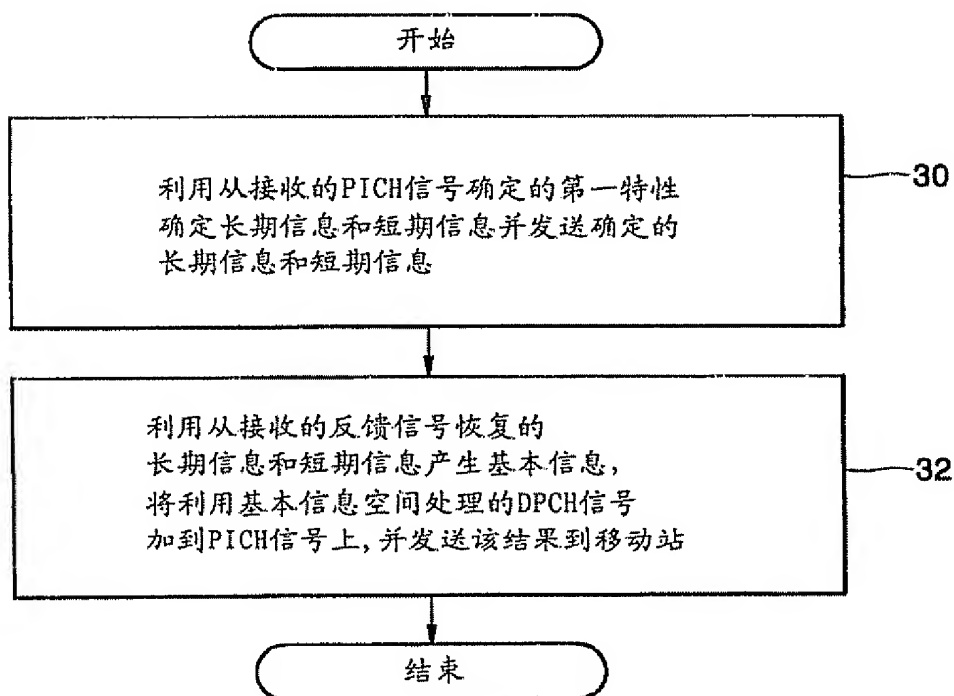 开始
利用从接收的PICH信号确定的第一特性
确定长期信息和短期信息并发送确定的
长期信息和短期信息
30
利用从接收的反馈信号恢复的
长期信息和短期信息产生基本信息,
将利用基本信息空间处理的DPCH信号
加到PICH信号上,并发送该结果到移动站
32
结束